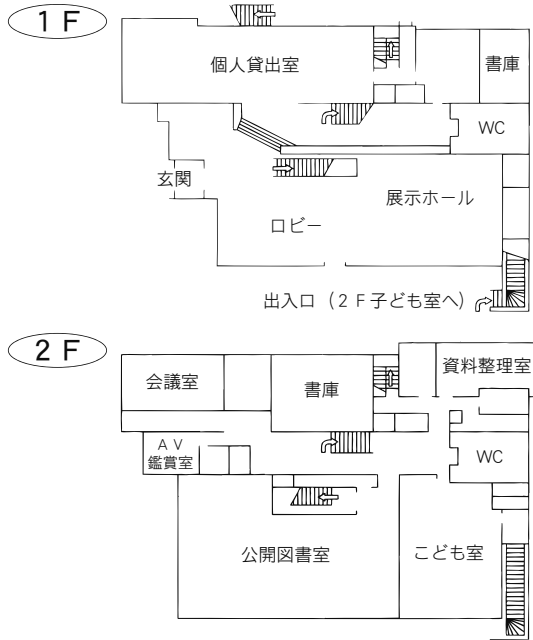 １Ｆ
個人貸出室
書庫
WC
玄関
展示ホール
ロビー
出入口（２Ｆ子ども室へ）
２Ｆ
会議室
書庫
資料整理室
ＡＶ
鑑賞室
WC
公開図書室
こども室